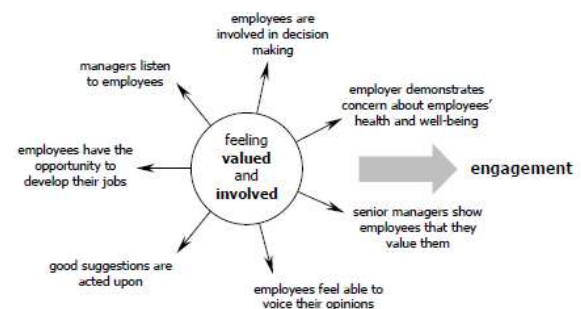 employees are
involved in decision
making
managers listen
to employees
employer demonstrates
concern about employees'
health and well-being
feeling
valued
and
involved
employees have the
opportunity to
develop their jobs
engagement
senior managers show
employees that they
value them
good suggestions are
acted upon
employees feel able to
voice their opinions